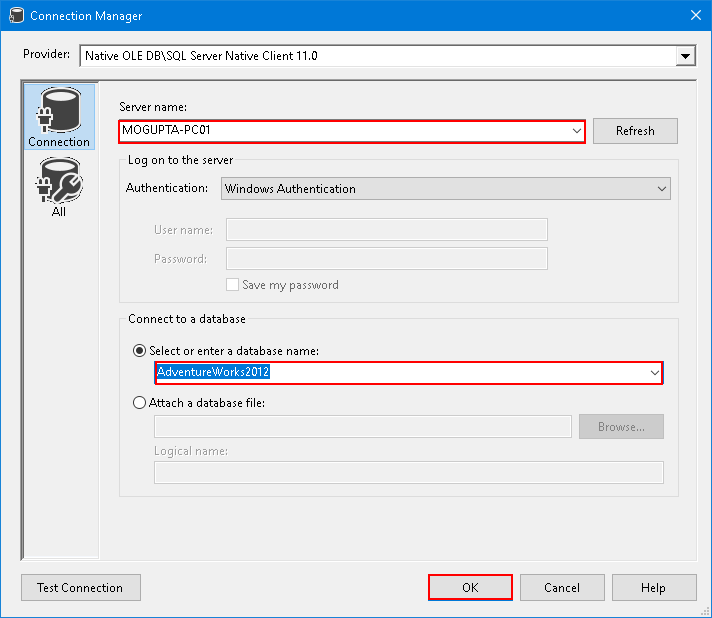 Connection Manager
Provider: Native OLE DB\SQL Server Native Client 11.0
Connection
All
Server name:
MOGUPTA-PC01
Refresh
Log on to the server
Authentication: Windows Authentication
User name:
Password:
Save my password
Connect to a database
Select or enter a database name:
AdventureWorks2012
Attach a database file:
Browse...
Logical name:
Test Connection
OK
Cancel
Help